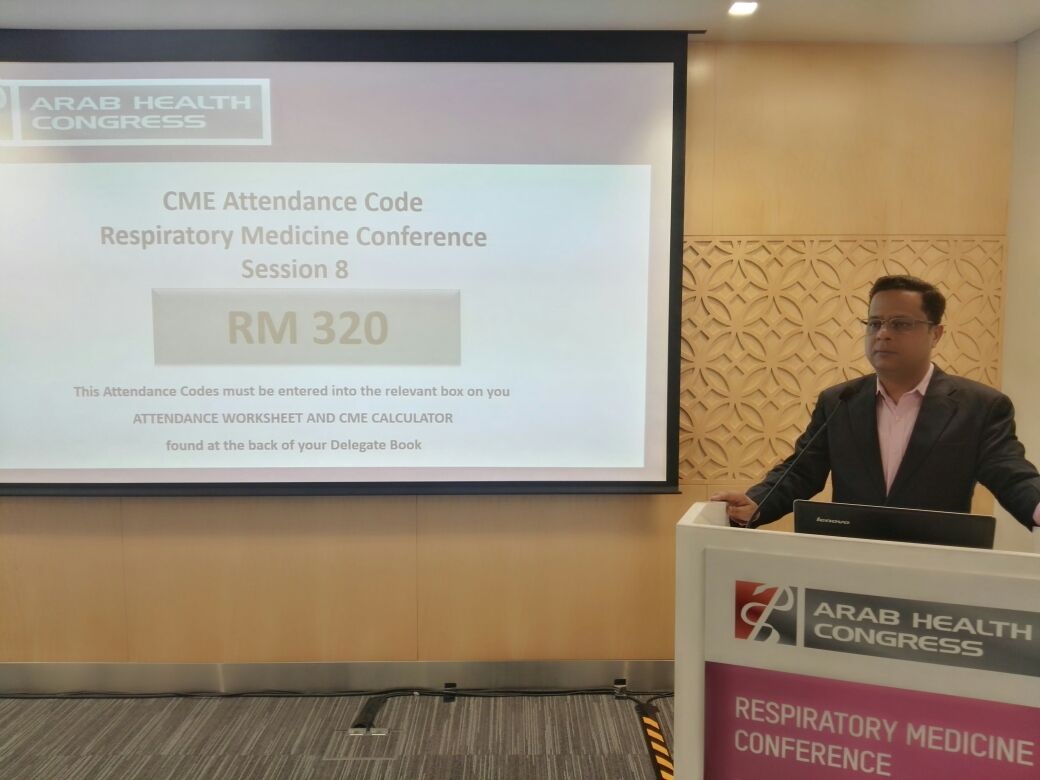 ARAB HEALTH
CONGRESS
CME Attendance Code
Respiratory Medicine Conference
Session 8
RM 320
This Attendance Codes must be entered into the relevant box on you
ATTENDANCE WORKSHEET AND CME CALCULATOR
found at the back of your Delegate Book
lenovo
ARAB HEALTH
CONGRESS
RESPIRATORY MEDICINE
CONFERENCE